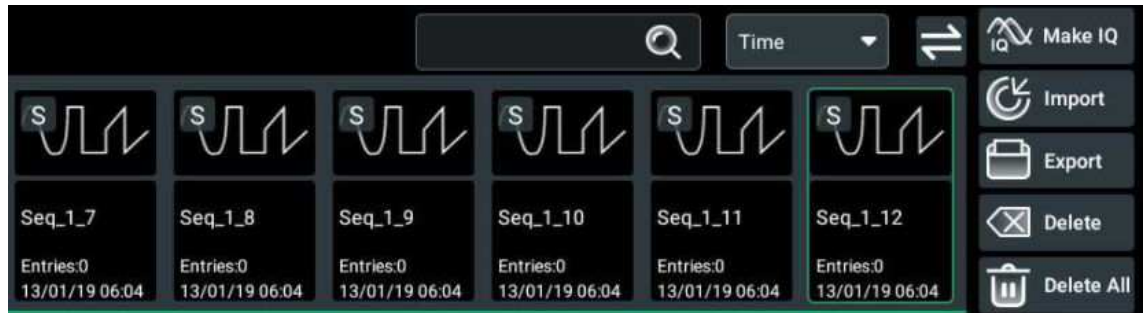 Time
IQ Make IQ
Import
Export
Delete
Delete All
S S S S S S
Seq_1_7 Seq_1_8 Seq_1_9 Seq_1_10 Seq_1_11 Seq_1_12
Entries:0 Entries:0 Entries:0 Entries:0 Entries:0 Entries:0
13/01/19 06:04 13/01/19 06:04 13/01/19 06:04 13/01/19 06:04 13/01/19 06:04 13/01/19 06:04